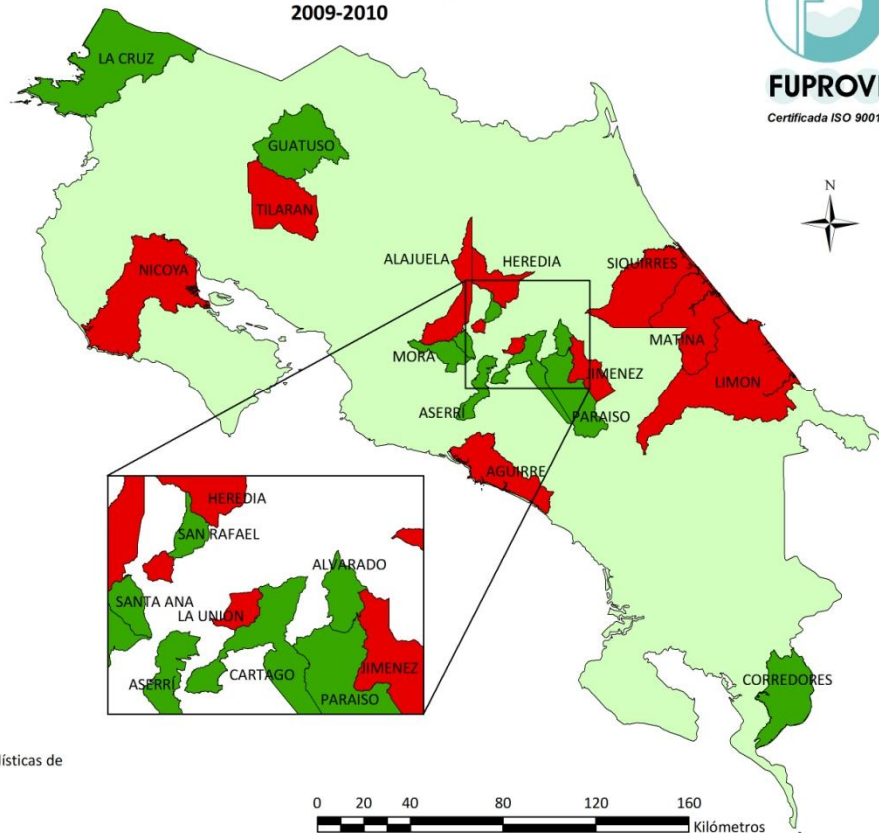 2009-2010
FUPROVI
Certificada ISO 9001
N
LA CRUZ
GUATUSO
TILARAN
NICOYA
ALAJUELA
HEREDIA
SIQUIRRES
MATINA
LIMON
MORA
JIMENEZ
ASERRÍ
PARAISO
AGUIRRE
HEREDIA
SAN RAFAEL
ALVARADO
SANTA ANA
LA UNIÓN
ASERRÍ
CARTAGO
JIMENEZ
PARAISO
CORREDORES
ísticas de
0 20 40 80 120 160
Kilómetros